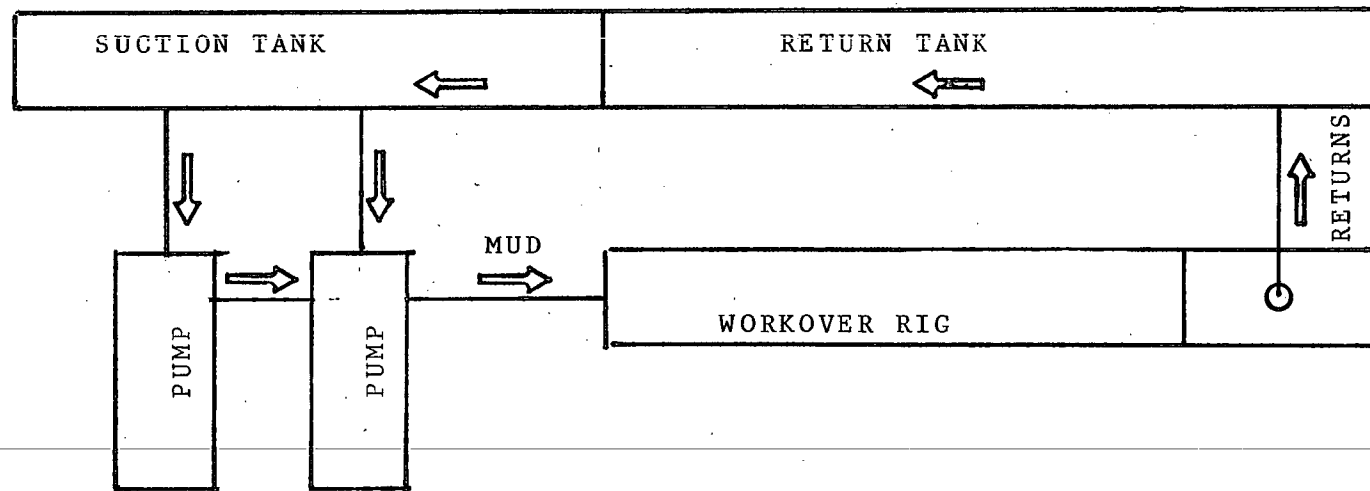 SUCTION TANK
RETURN TANK
RETURNS
MUD
PUMP
PUMP
WORKOVER RIG